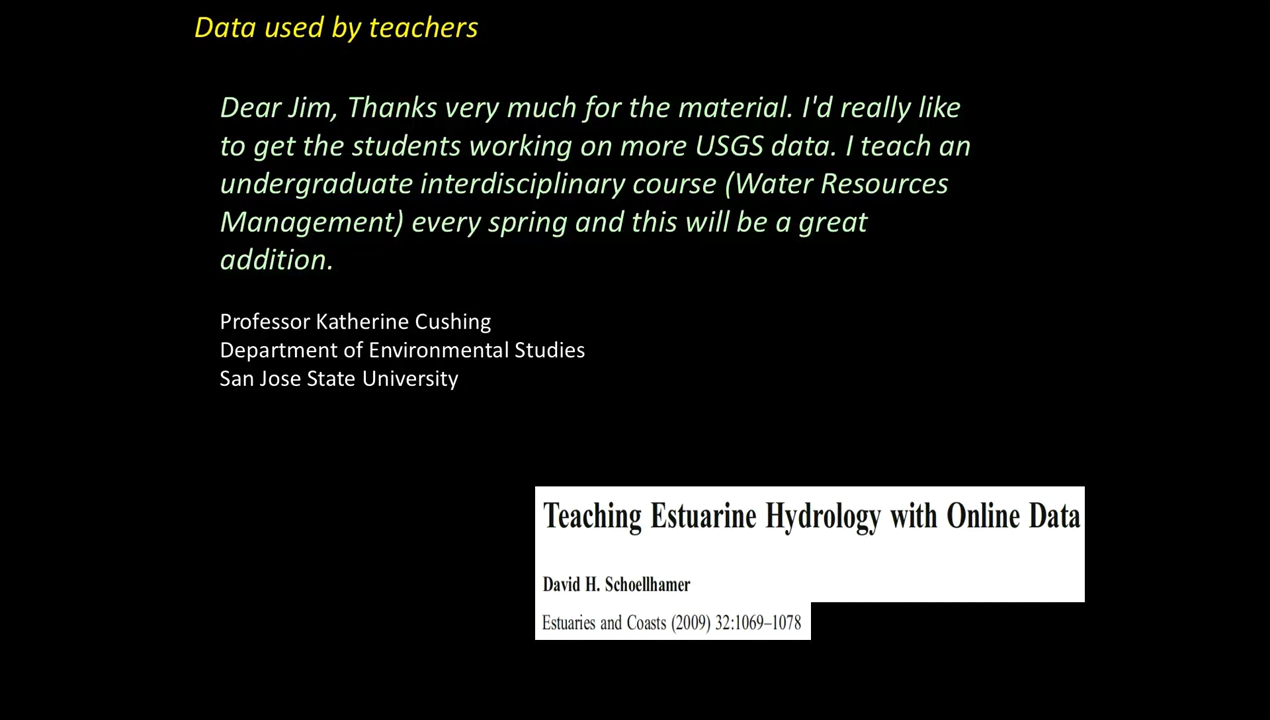 Data used by teachers
Dear Jim, Thanks very much for the material. I'd really like
to get the students working on more USGS data. I teach an
undergraduate interdisciplinary course (Water Resources
Management) every spring and this will be a great
addition.
Professor Katherine Cushing
Department of Environmental Studies
San Jose State University
Teaching Estuarine Hydrology with Online Data
David H. Schoellhamer
Estuaries and Coasts (2009) 32:1069–1078